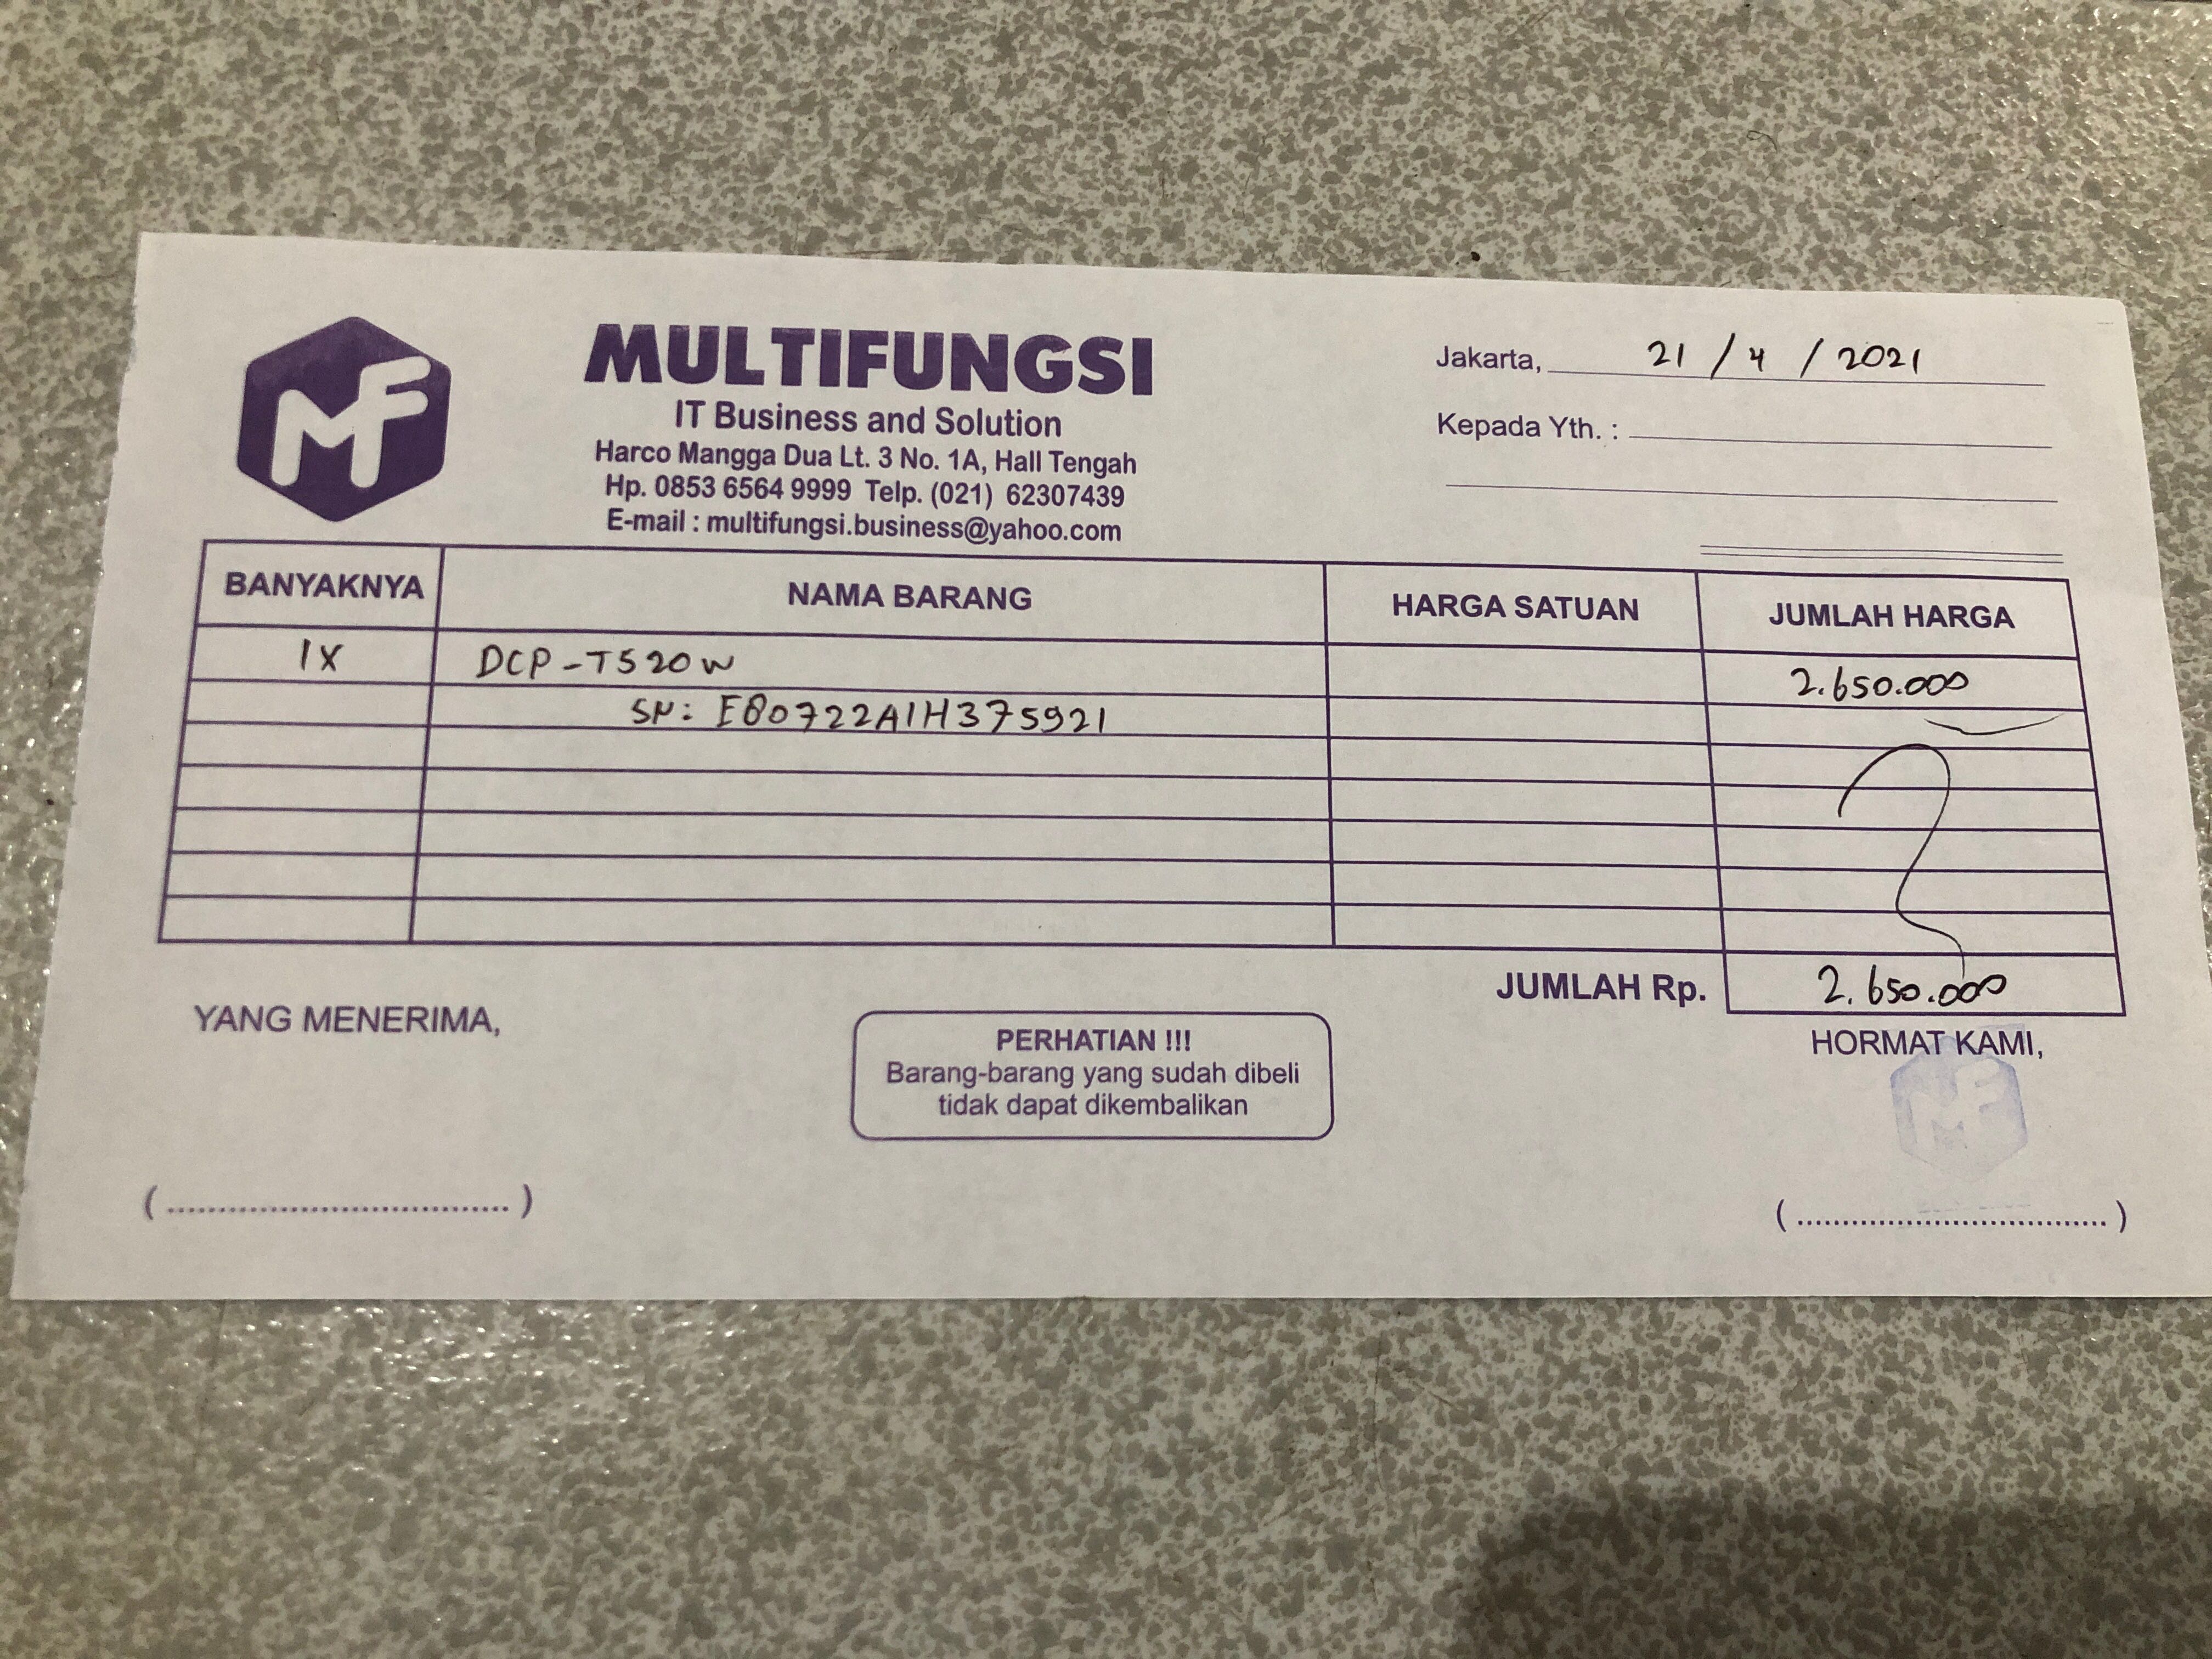 MF
MULTIFUNGSI
IT Business and Solution
Harco Mangga Dua Lt. 3 No. 1A, Hall Tengah
Hp. 0853 6564 9999 Telp. (021) 62307439
E-mail : multifungsi.business@yahoo.com
Jakarta, 21 / 4 / 2021
Kepada Yth. :
BANYAKNYA NAMA BARANG HARGA SATUAN JUMLAH HARGA
1X DCP-T520W 2.650.000
SN: E80722A1H375921
JUMLAH Rp. 2.650.000
YANG MENERIMA,
PERHATIAN !!!
Barang-barang yang sudah dibeli
tidak dapat dikembalikan
HORMAT KAMI,
MF
(..................................)
(..................................)